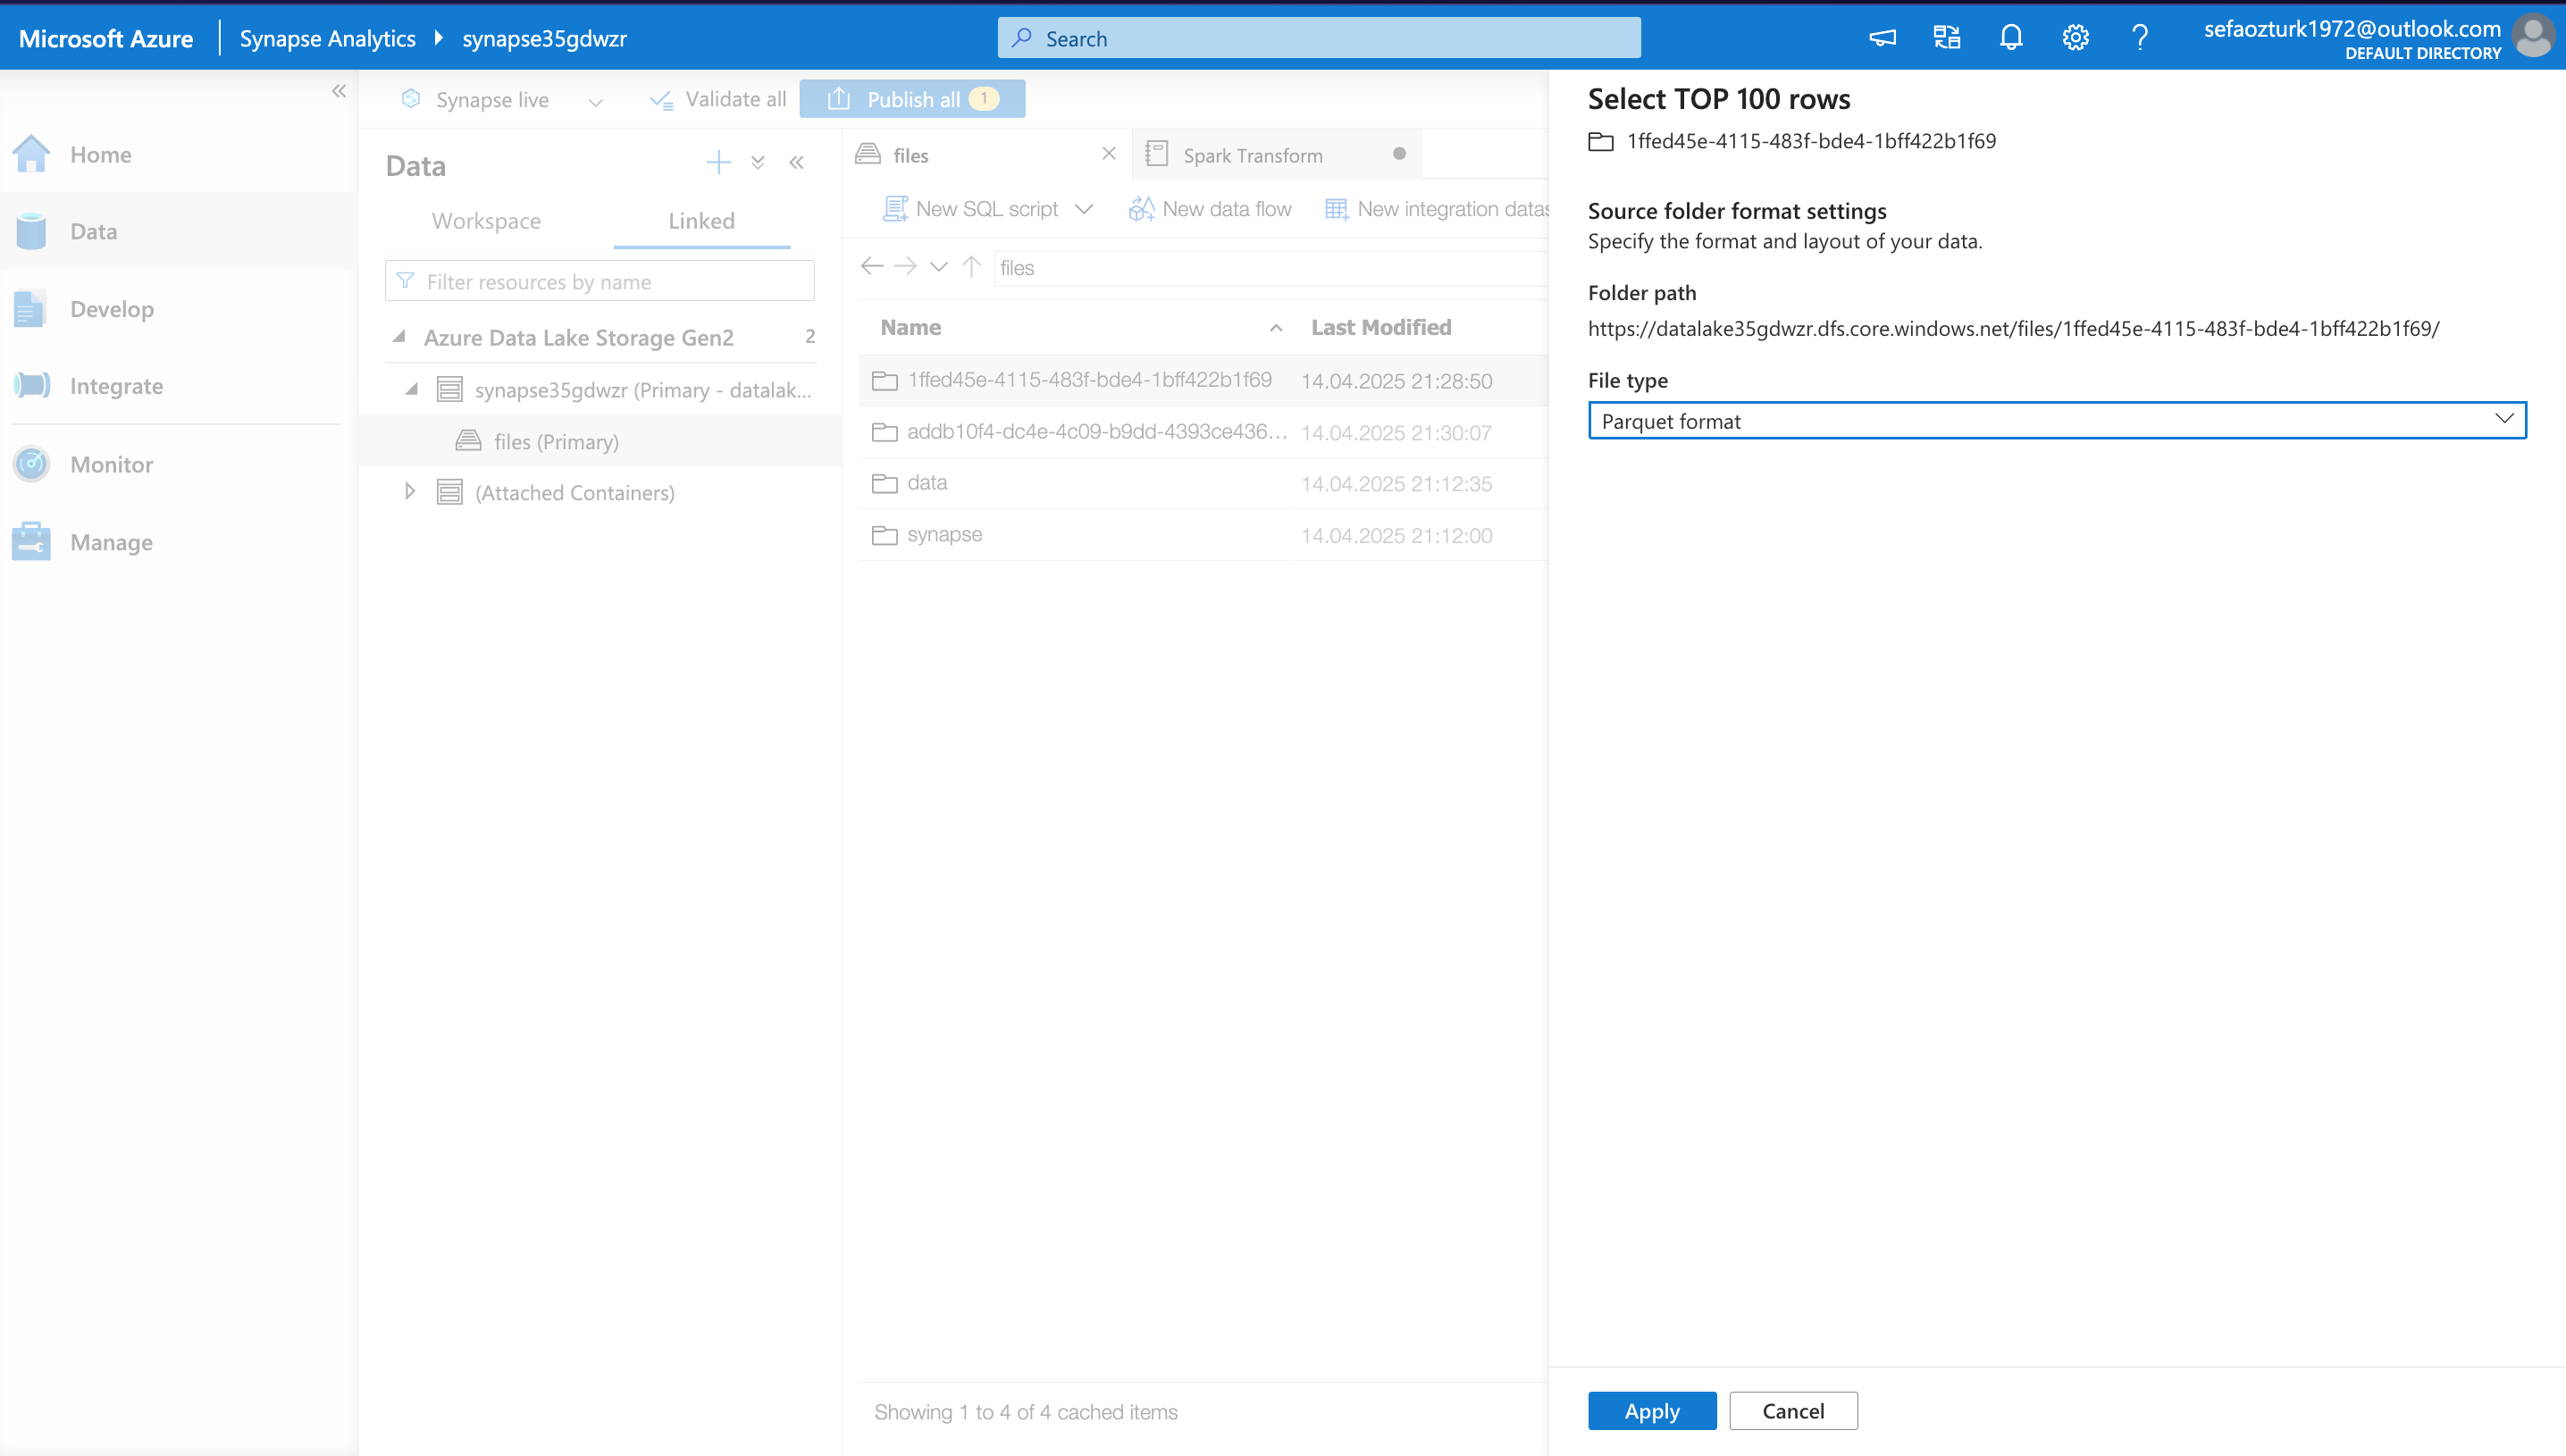 Microsoft Azure
Synapse Analytics
synapse35gdwzr
Search
sefaozturk1972@outlook.com
DEFAULT DIRECTORY
Home
Data
Develop
Integrate
Monitor
Manage
Synapse live
Validate all
Publish all 1
Data
Workspace
Linked
Filter resources by name
Azure Data Lake Storage Gen2 2
synapse35gdwzr (Primary - datalak...
files (Primary)
(Attached Containers)
files
Spark Transform
New SQL script
New data flow
New integration datas
files
Name Last Modified
1ffed45e-4115-483f-bde4-1bff422b1f69 14.04.2025 21:28:50
addb10f4-dc4e-4c09-b9dd-4393ce436... 14.04.2025 21:30:07
data 14.04.2025 21:12:35
synapse 14.04.2025 21:12:00
Showing 1 to 4 of 4 cached items
Select TOP 100 rows
1ffed45e-4115-483f-bde4-1bff422b1f69
Source folder format settings
Specify the format and layout of your data.
Folder path
https://datalake35gdwzr.dfs.core.windows.net/files/1ffed45e-4115-483f-bde4-1bff422b1f69/
File type
Parquet format
Apply
Cancel